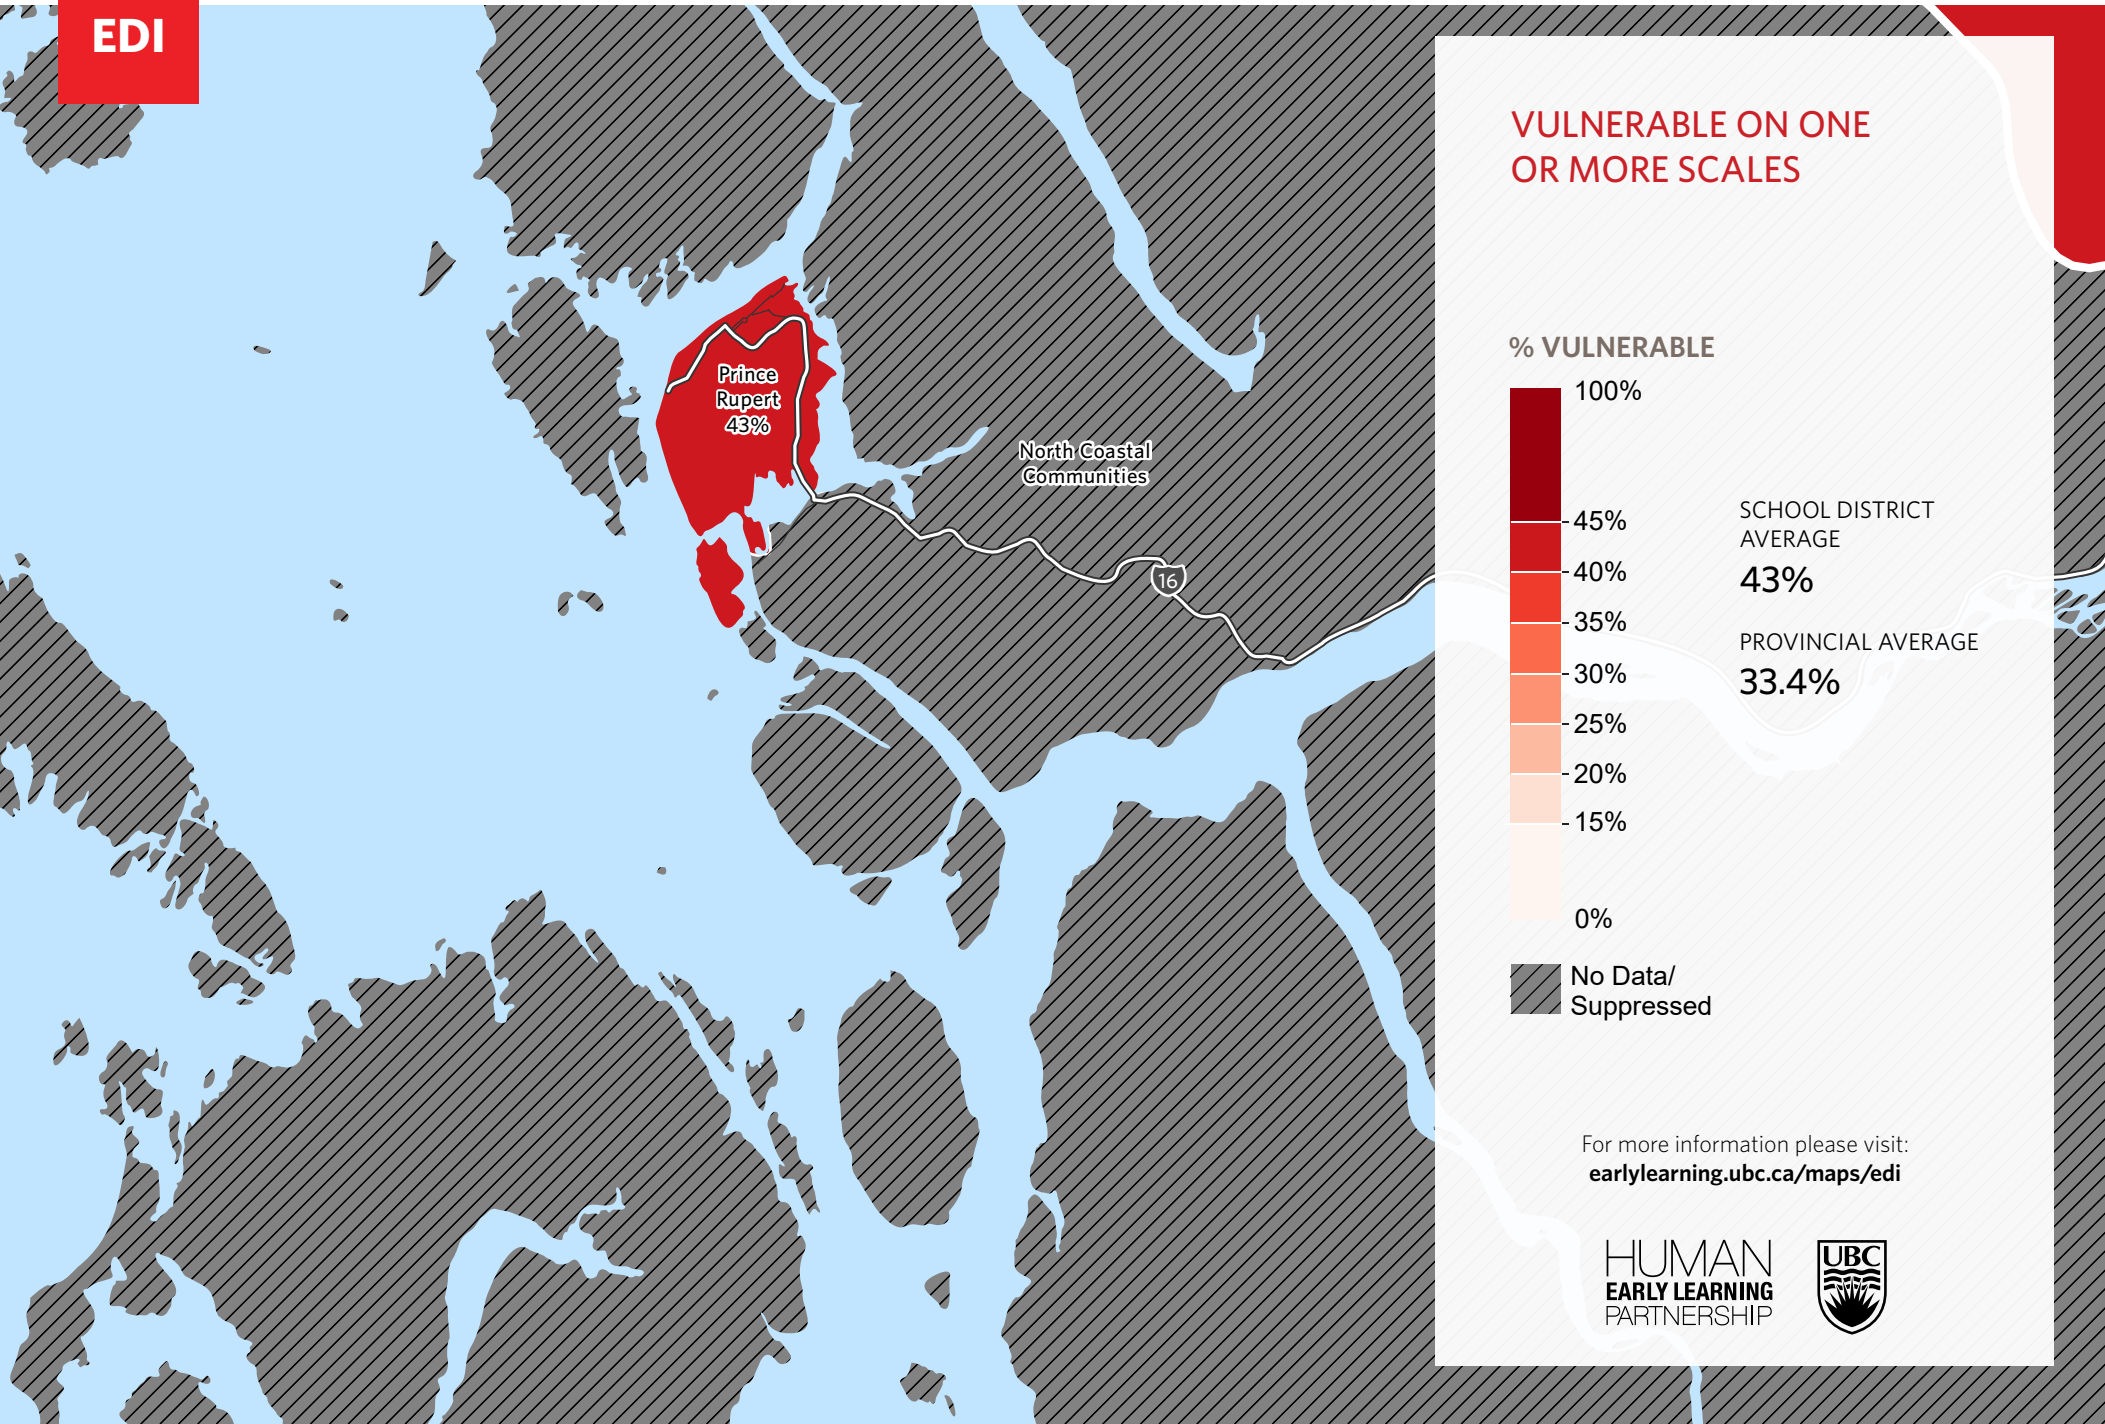 EDI
VULNERABLE ON ONE
OR MORE SCALES
% VULNERABLE
100%
45%
40%
35%
30%
25%
20%
15%
0%
No Data/
Suppressed
SCHOOL DISTRICT
AVERAGE
43%
PROVINCIAL AVERAGE
33.4%
Prince
Rupert
43%
North Coastal
Communities
16
For more information please visit:
earlylearning.ubc.ca/maps/edi
HUMAN
EARLY LEARNING
PARTNERSHIP
UBC